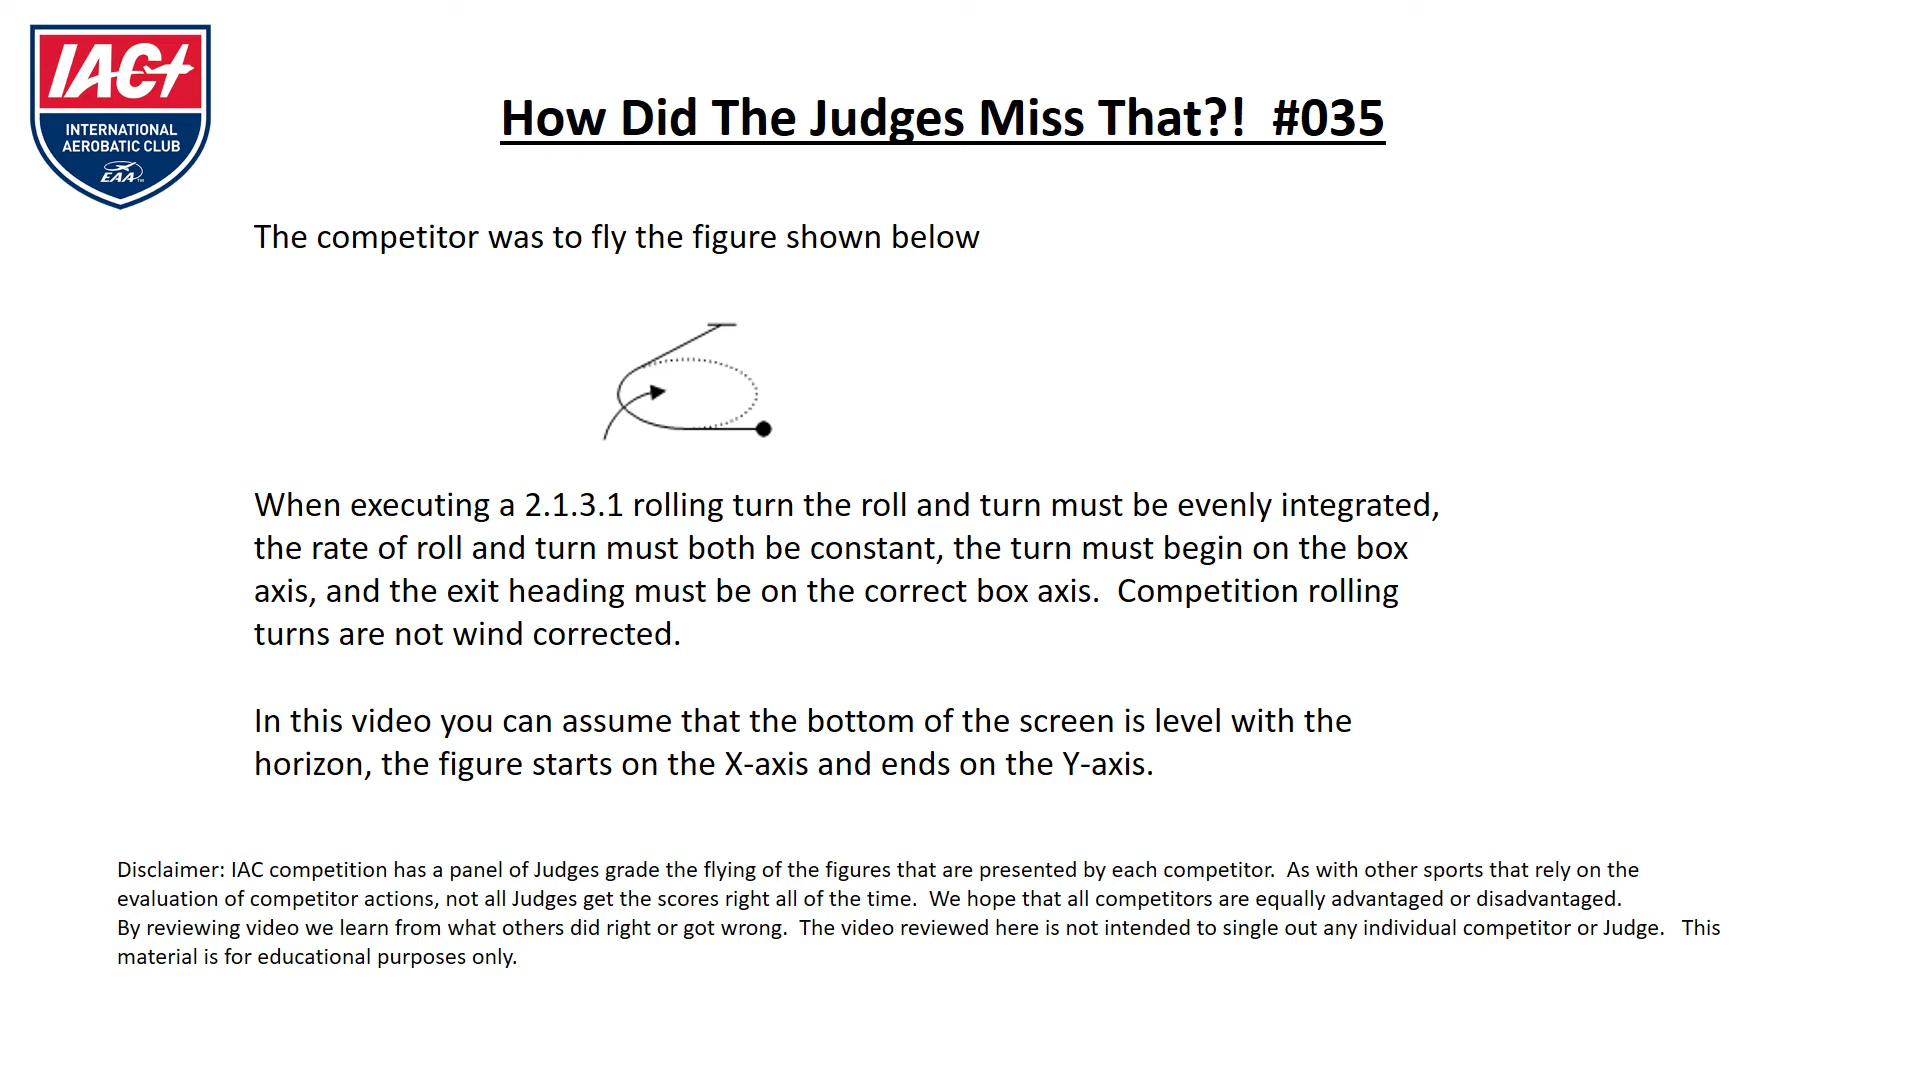 IAC
INTERNATIONAL
AEROBATIC CLUB
EAA
How Did The Judges Miss That?!  #035
The competitor was to fly the figure shown below
When executing a 2.1.3.1 rolling turn the roll and turn must be evenly integrated,
the rate of roll and turn must both be constant, the turn must begin on the box
axis, and the exit heading must be on the correct box axis.  Competition rolling
turns are not wind corrected.
In this video you can assume that the bottom of the screen is level with the
horizon, the figure starts on the X-axis and ends on the Y-axis.
Disclaimer: IAC competition has a panel of Judges grade the flying of the figures that are presented by each competitor.  As with other sports that rely on the
evaluation of competitor actions, not all Judges get the scores right all of the time.  We hope that all competitors are equally advantaged or disadvantaged.
By reviewing video we learn from what others did right or got wrong.  The video reviewed here is not intended to single out any individual competitor or Judge.   This
material is for educational purposes only.